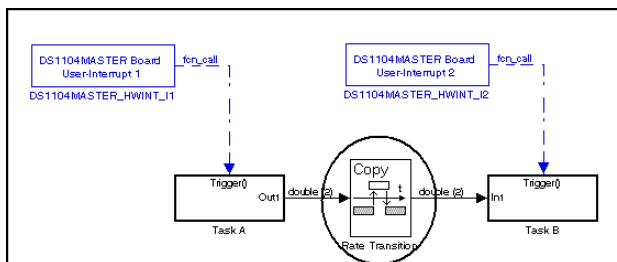 DS1104MASTER Board
User-Interrupt 1
fcn_call
DS1104MASTER_HWINT_I1
DS1104MASTER Board
User-Interrupt 2
fcn_call
DS1104MASTER_HWINT_I2
Trigger()
Out1
Task A
double (2)
Copy
t
Rate Transition
double (2)
Trigger()
In1
Task B